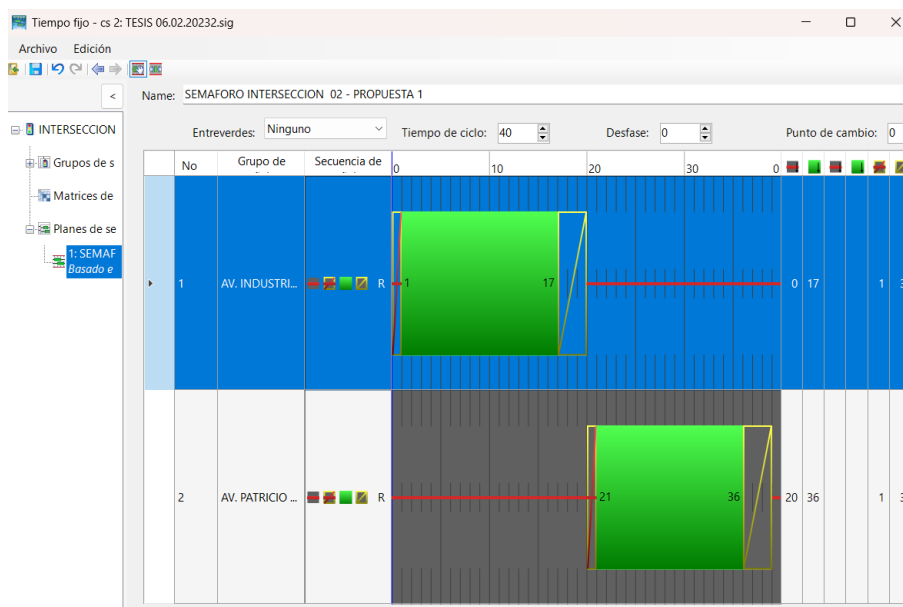 Tiempo fijo - cs 2: TESIS 06.02.20232.sig
Archivo Edición
< Name: SEMAFORO INTERSECCION 02 - PROPUESTA 1
INTERSECCION
Grupos de s
Matrices de
Planes de se
1: SEMAF
Basado e
Entreverdes: Ninguno Tiempo de ciclo: 40 Desfase: 0 Punto de cambio: 0
No Grupo de Secuencia de 0 10 20 30 0
1 AV. INDUSTRI... R 1 17 0 17 1 3
2 AV. PATRICIO ... R 21 36 20 36 1 3